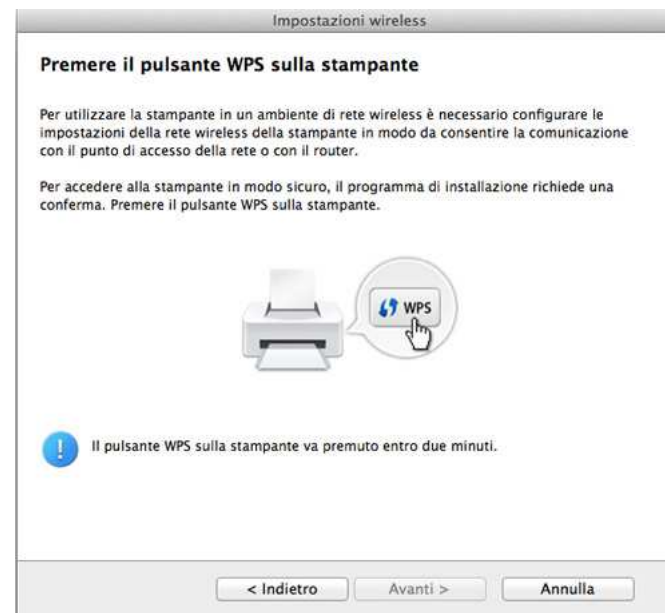 Impostazioni wireless
Premere il pulsante WPS sulla stampante
Per utilizzare la stampante in un ambiente di rete wireless è necessario configurare le
impostazioni della rete wireless della stampante in modo da consentire la comunicazione
con il punto di accesso della rete o con il router.
Per accedere alla stampante in modo sicuro, il programma di installazione richiede una
conferma. Premere il pulsante WPS sulla stampante.
WPS
Il pulsante WPS sulla stampante va premuto entro due minuti.
< Indietro
Avanti >
Annulla